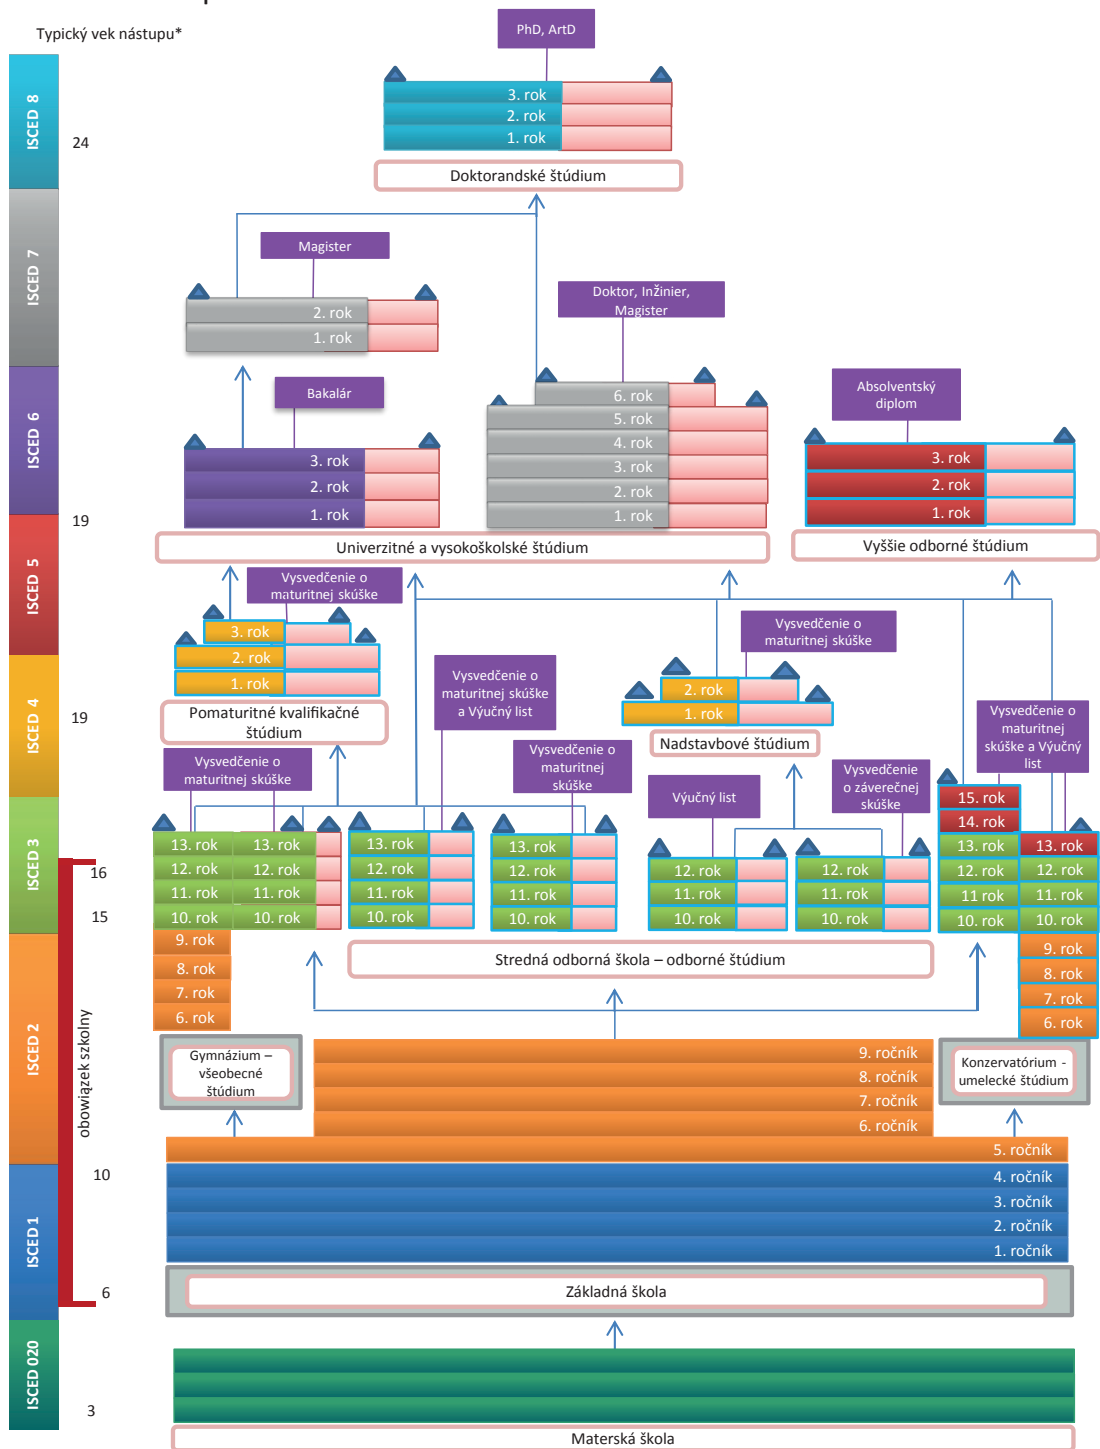 Typický vek nástupu*
PhD, ArtD
ISCED 8
24
3. rok
2. rok
1. rok
Doktorandské štúdium
ISCED 7
Magister
2. rok
1. rok
Doktor, Inžinier,
Magister
ISCED 6
Bakalár
3. rok
2. rok
1. rok
6. rok
5. rok
4. rok
3. rok
2. rok
1. rok
Absolventský
diplom
3. rok
2. rok
1. rok
19
Univerzitné a vysokoškolské štúdium
Vyššie odborné štúdium
ISCED 5
Vysvedčenie o
maturitnej skúške
3. rok
2. rok
1. rok
Pomaturitné kvalifikačné
štúdium
ISCED 4
19
Vysvedčenie o
maturitnej skúške
Vysvedčenie o
maturitnej skúške
a Výučný list
Vysvedčenie o
maturitnej
skúške
Vysvedčenie o
maturitnej skúške
2. rok
1. rok
Nadstavbové štúdium
Výučný list
Vysvedčenie
o záverečnej
skúške
Vysvedčenie o
maturitnej
skúške a Výučný
list
ISCED 3
16
15
13. rok
12. rok
11. rok
10. rok
9. rok
8. rok
7. rok
6. rok
13. rok
12. rok
11. rok
10. rok
13. rok
12. rok
11. rok
10. rok
13. rok
12. rok
11. rok
10. rok
12. rok
11. rok
10. rok
12. rok
11. rok
10. rok
15. rok
14. rok
13. rok
12. rok
11 rok
10. rok
13. rok
12. rok
11. rok
10. rok
9. rok
8. rok
7. rok
6. rok
Stredná odborná škola – odborné štúdium
ISCED 2
obowiązek szkolny
Gymnázium –
všeobecné
štúdium
9. ročník
8. ročník
7. ročník
6. ročník
Konzervatórium -
umelecké štúdium
5. ročník
10
4. ročník
3. ročník
2. ročník
1. ročník
ISCED 1
6
Základná škola
ISCED 020
3
Materská škola